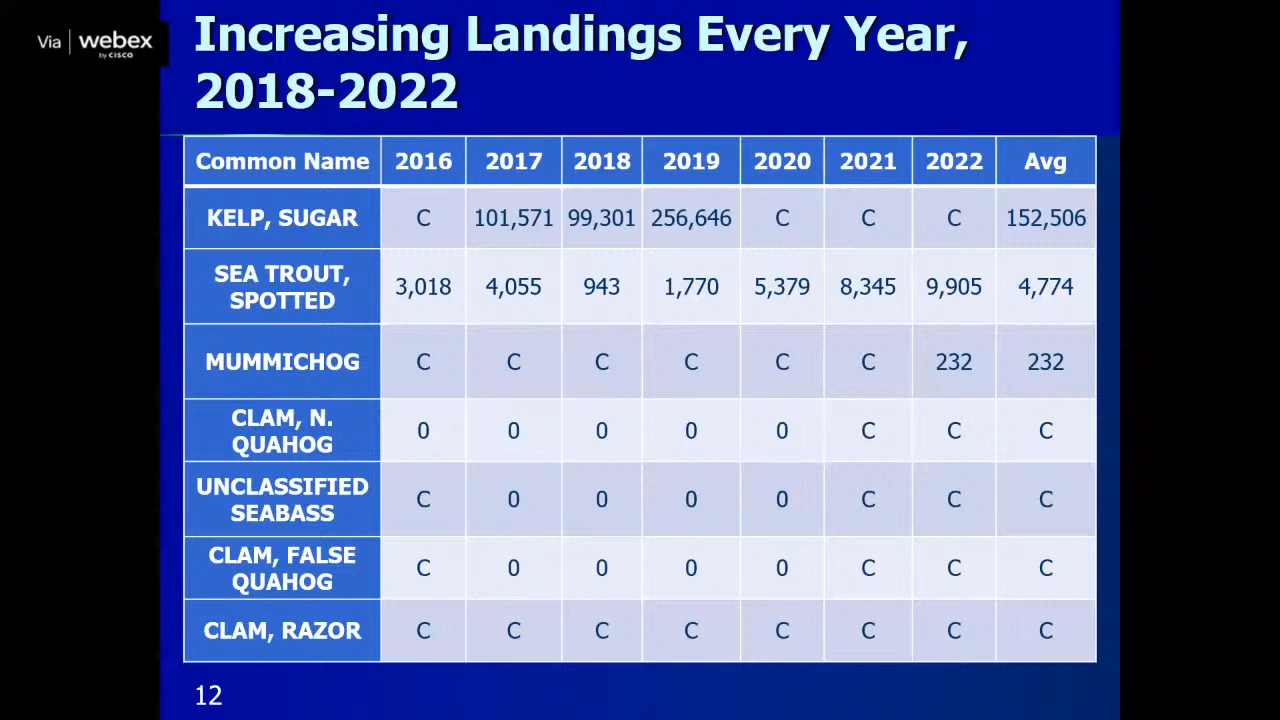 Via | webex
by CISCO
Increasing Landings Every Year,
2018-2022
Common Name 2016 2017 2018 2019 2020 2021 2022 Avg
KELP, SUGAR C 101,571 99,301 256,646 C C C 152,506
SEA TROUT,
SPOTTED 3,018 4,055 943 1,770 5,379 8,345 9,905 4,774
MUMMICHOG C C C C C C 232 232
CLAM, N.
QUAHOG 0 0 0 0 0 C C C
UNCLASSIFIED
SEABASS C 0 0 0 0 C C C
CLAM, FALSE
QUAHOG C 0 0 0 0 C C C
CLAM, RAZOR C C C C C C C C
12